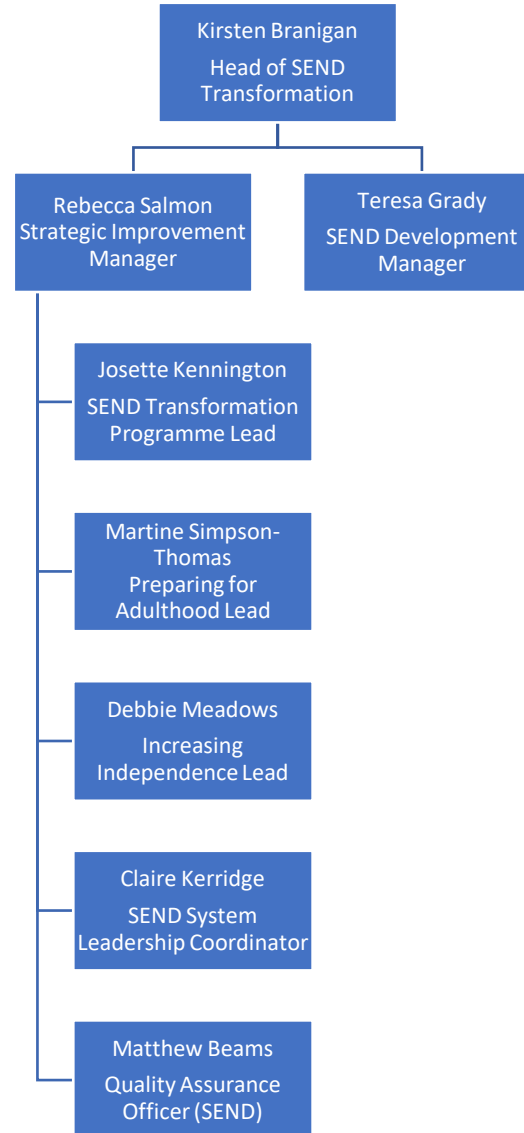 Kirsten Branigan
Head of SEND
Transformation
Rebecca Salmon
Strategic Improvement
Manager
Teresa Grady
SEND Development
Manager
Josette Kennington
SEND Transformation
Programme Lead
Martine Simpson-
Thomas
Preparing for
Adulthood Lead
Debbie Meadows
Increasing
Independence Lead
Claire Kerridge
SEND System
Leadership Coordinator
Matthew Beams
Quality Assurance
Officer (SEND)